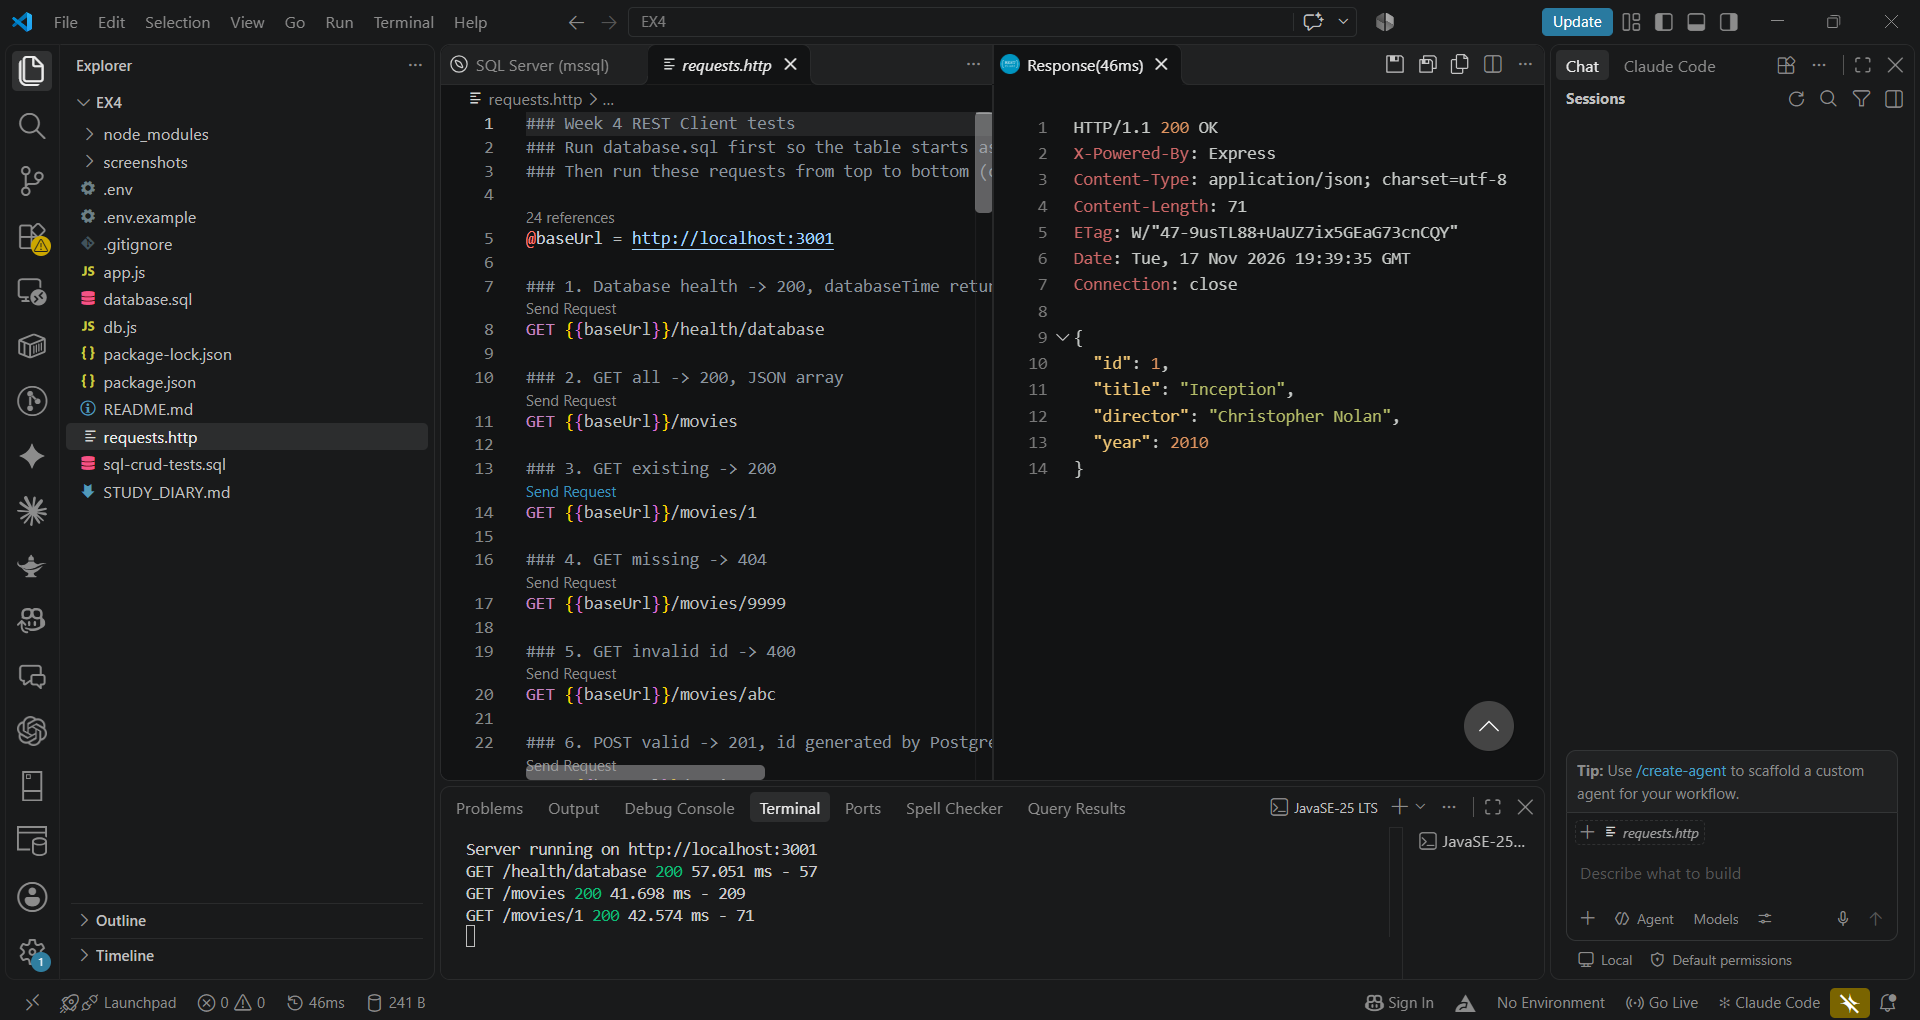 File Edit Selection View Go Run Terminal Help
EX4
Update
Explorer
EX4
node_modules
screenshots
.env
.env.example
.gitignore
JS app.js
database.sql
JS db.js
{} package-lock.json
{} package.json
README.md
requests.http
sql-crud-tests.sql
STUDY_DIARY.md
Outline
Timeline
SQL Server (mssql)
requests.http
requests.http > ...
1 ### Week 4 REST Client tests
2 ### Run database.sql first so the table starts as
3 ### Then run these requests from top to bottom (
4
24 references
5 @baseUrl = http://localhost:3001
6
7 ### 1. Database health -> 200, databaseTime retur
Send Request
8 GET {{baseUrl}}/health/database
9
10 ### 2. GET all -> 200, JSON array
Send Request
11 GET {{baseUrl}}/movies
12
13 ### 3. GET existing -> 200
Send Request
14 GET {{baseUrl}}/movies/1
15
16 ### 4. GET missing -> 404
Send Request
17 GET {{baseUrl}}/movies/9999
18
19 ### 5. GET invalid id -> 400
Send Request
20 GET {{baseUrl}}/movies/abc
21
22 ### 6. POST valid -> 201, id generated by Postgre
Send Request
Response(46ms)
1 HTTP/1.1 200 OK
2 X-Powered-By: Express
3 Content-Type: application/json; charset=utf-8
4 Content-Length: 71
5 ETag: W/"47-9usTL88+UaUZ7ix5GEaG73cnCQY"
6 Date: Tue, 17 Nov 2026 19:39:35 GMT
7 Connection: close
8
9 {
10 "id": 1,
11 "title": "Inception",
12 "director": "Christopher Nolan",
13 "year": 2010
14 }
Problems Output Debug Console Terminal Ports Spell Checker Query Results
JavaSE-25 LTS
Server running on http://localhost:3001
GET /health/database 200 57.051 ms - 57
GET /movies 200 41.698 ms - 209
GET /movies/1 200 42.574 ms - 71
JavaSE-25...
Chat Claude Code
Sessions
Tip: Use /create-agent to scaffold a custom
agent for your workflow.
requests.http
Describe what to build
Agent Models
Local Default permissions
1
Launchpad 0 0 46ms 241 B
Sign In No Environment Go Live Claude Code